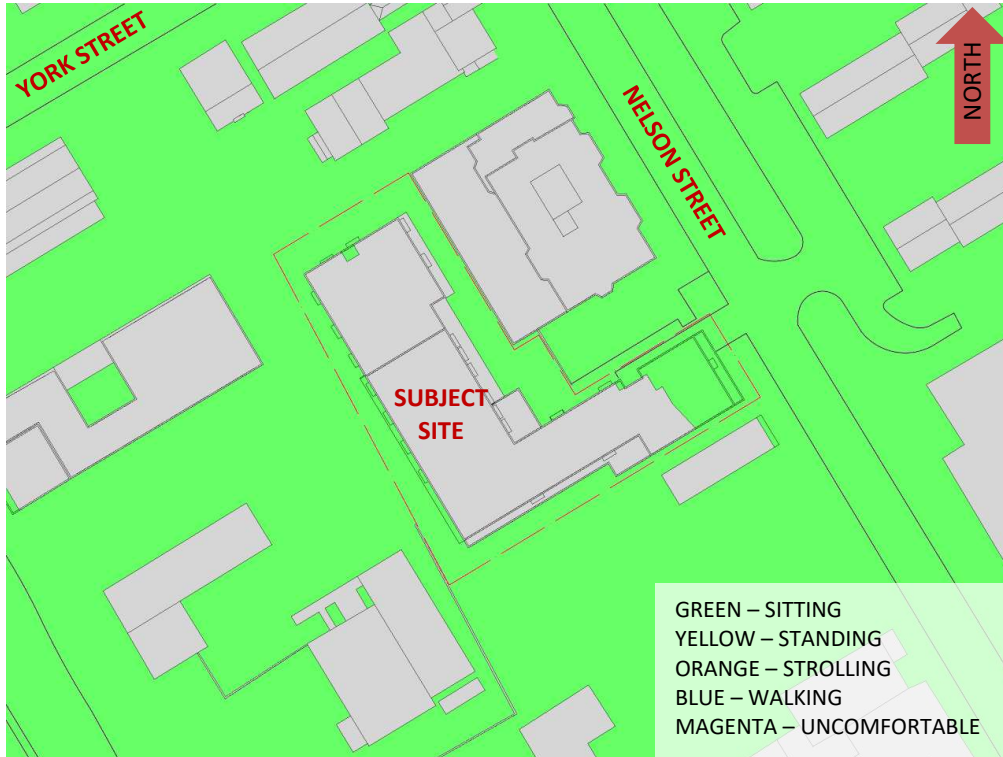 YORK STREET
NORTH
NELSON STREET
SUBJECT
SITE
GREEN – SITTING
YELLOW – STANDING
ORANGE – STROLLING
BLUE – WALKING
MAGENTA – UNCOMFORTABLE